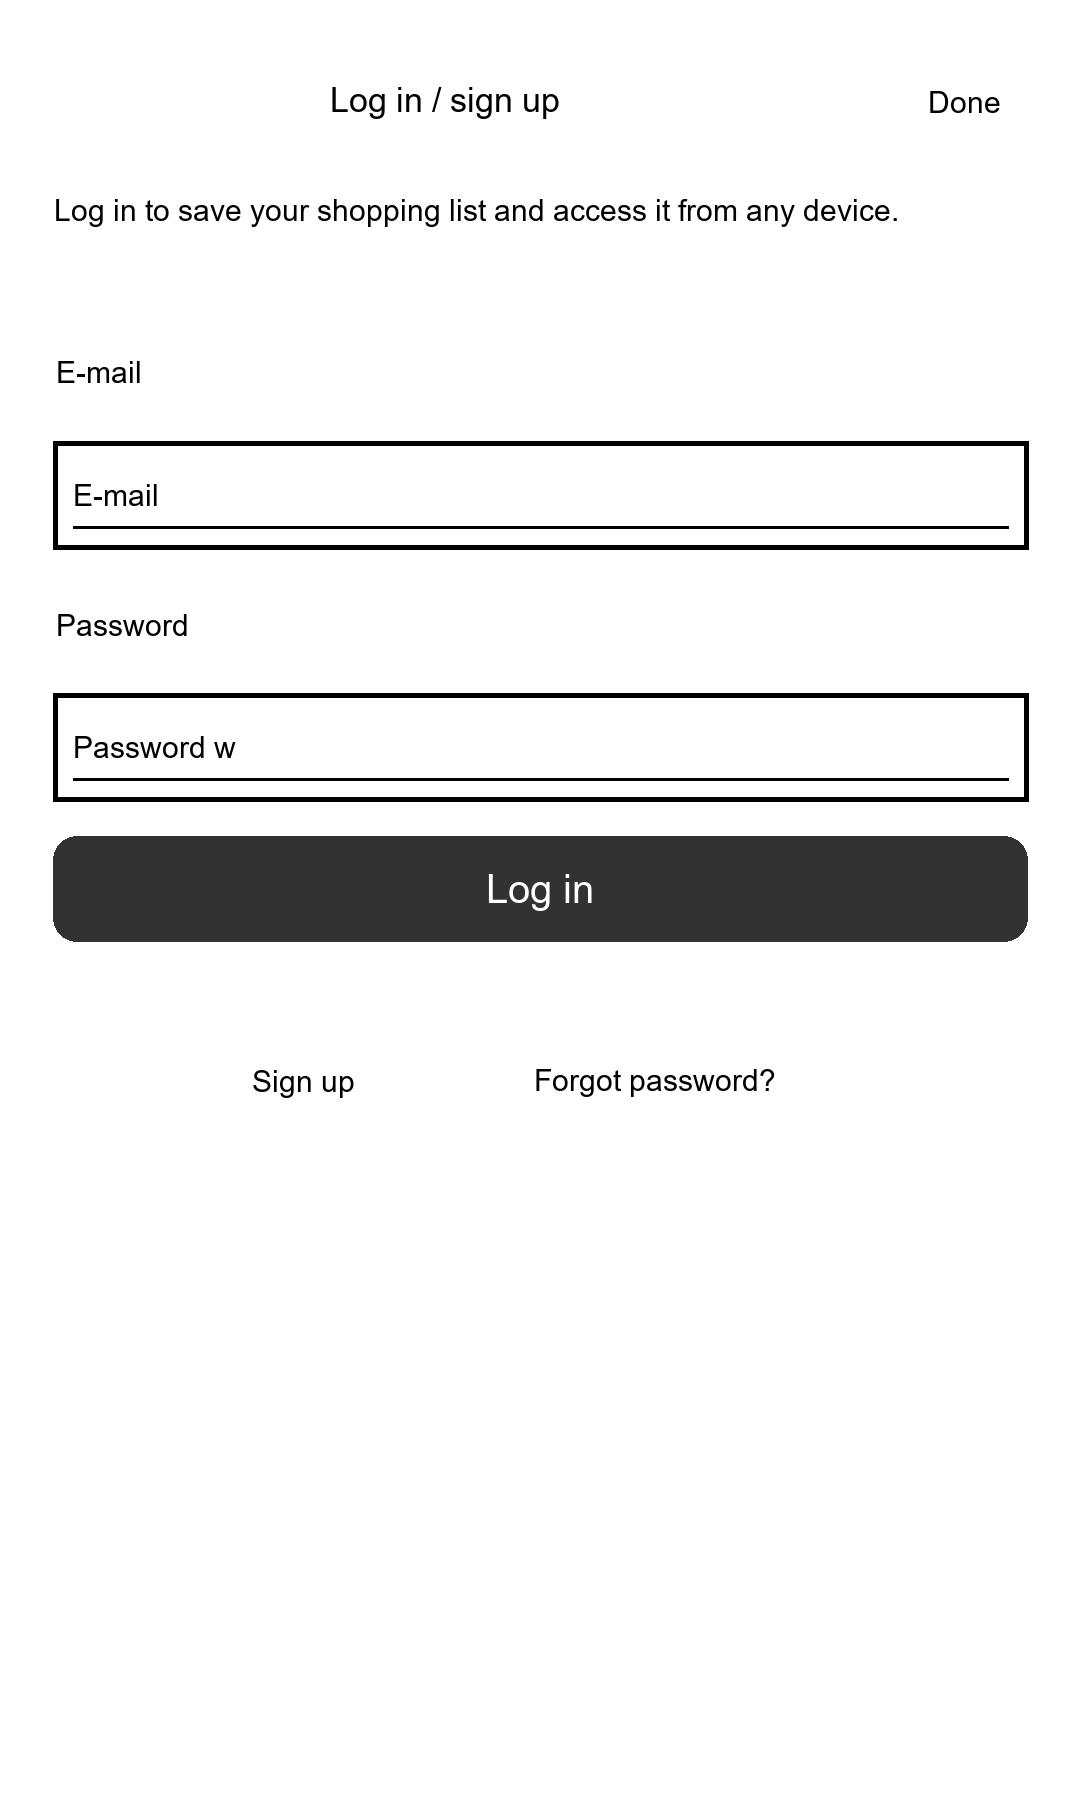 Log in / sign up
Done
Log in to save your shopping list and access it from any device.
E-mail
E-mail
Password
Password w
Log in
Sign up
Forgot password?